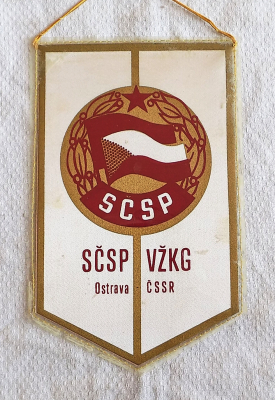 SČSP
SČSP VŽKG
Ostrava - ČSSR